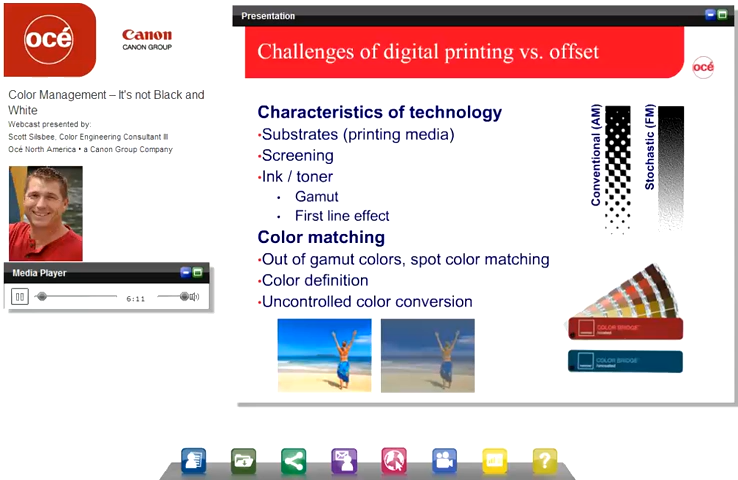 océ
Canon
CANON GROUP
Color Management – It's not Black and
White
Webcast presented by:
Scott Silsbee, Color Engineering Consultant III
Océ North America • a Canon Group Company
Media Player
6:11
Presentation
Challenges of digital printing vs. offset
océ
Characteristics of technology
•Substrates (printing media)
•Screening
•Ink / toner
• Gamut
• First line effect
Color matching
•Out of gamut colors, spot color matching
•Color definition
•Uncontrolled color conversion
Conventional (AM)
Stochastic (FM)
COLOR BRIDGE
COLOR BRIDGE
?